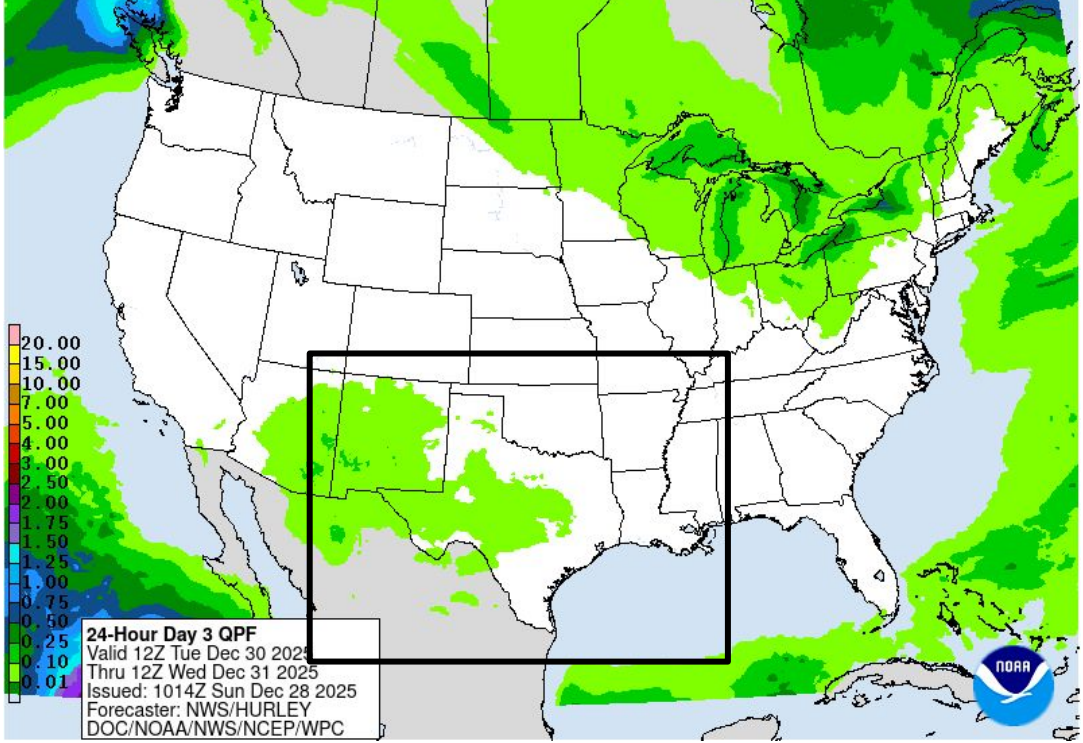 20.00
15.00
10.00
7.00
5.00
4.00
3.00
2.50
2.00
1.75
1.50
1.25
1.00
0.75
0.50
0.25
0.10
0.01
24-Hour Day 3 QPF
Valid 12Z Tue Dec 30 2025
Thru 12Z Wed Dec 31 2025
Issued: 1014Z Sun Dec 28 2025
Forecaster: NWS/HURLEY
DOC/NOAA/NWS/NCEP/WPC
NOAA